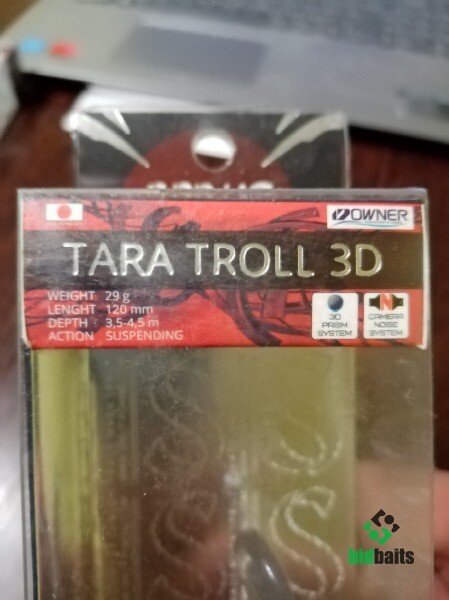 OWNER
TARA TROLL 3D
WEIGHT 29 g
LENGHT 120 mm
DEPTH 3,5-4,5 m
ACTION SUSPENDING
3D
PRISM
SYSTEM
CAMERA
NOISE
SYSTEM
bidbaits